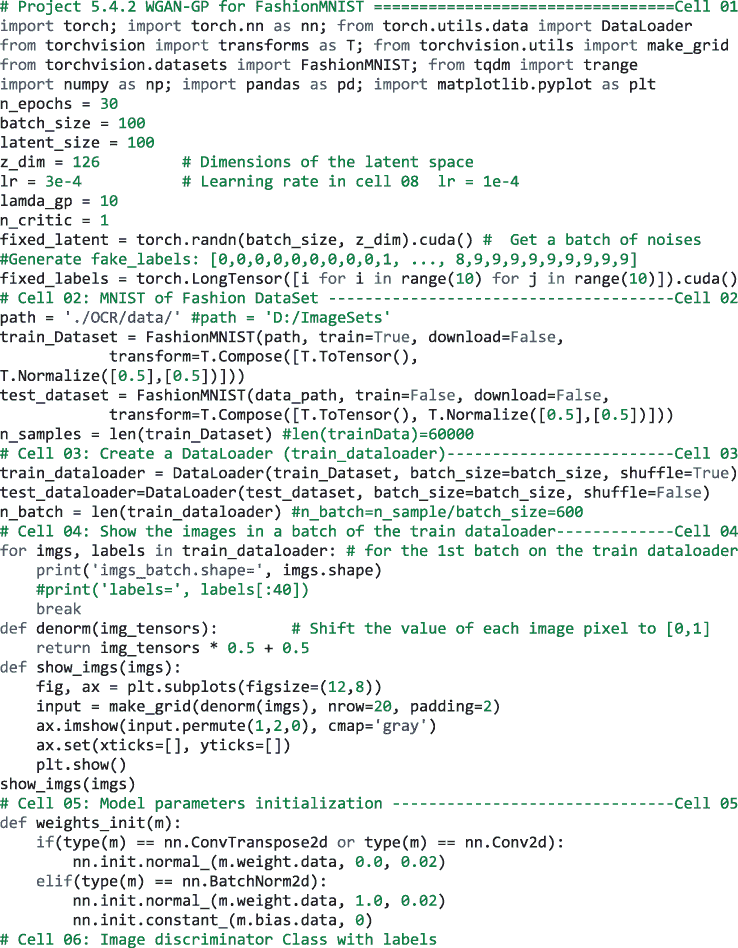 # Project 5.4.2 WGAN-GP for FashionMNIST =================================Cell 01
import torch; import torch.nn as nn; from torch.utils.data import DataLoader
from torchvision import transforms as T; from torchvision.utils import make_grid
from torchvision.datasets import FashionMNIST; from tqdm import trange
import numpy as np; import pandas as pd; import matplotlib.pyplot as plt
n_epochs = 30
batch_size = 100
latent_size = 100
z_dim = 126         # Dimensions of the latent space
lr = 3e-4           # Learning rate in cell 08  lr = 1e-4
lamda_gp = 10
n_critic = 1
fixed_latent = torch.randn(batch_size, z_dim).cuda() #  Get a batch of noises
#Generate fake_labels: [0,0,0,0,0,0,0,0,0,1, ..., 8,9,9,9,9,9,9,9,9,9]
fixed_labels = torch.LongTensor([i for i in range(10) for j in range(10)]).cuda()
# Cell 02: MNIST of Fashion DataSet --------------------------------------Cell 02
path = './OCR/data/' #path = 'D:/ImageSets'
train_Dataset = FashionMNIST(path, train=True, download=False,
            transform=T.Compose([T.ToTensor(),
T.Normalize([0.5],[0.5])]))
test_dataset = FashionMNIST(data_path, train=False, download=False,
            transform=T.Compose([T.ToTensor(), T.Normalize([0.5],[0.5])]))
n_samples = len(train_Dataset) #len(trainData)=60000
# Cell 03: Create a DataLoader (train_dataloader)-------------------------Cell 03
train_dataloader = DataLoader(train_Dataset, batch_size=batch_size, shuffle=True)
test_dataloader=DataLoader(test_dataset, batch_size=batch_size, shuffle=False)
n_batch = len(train_dataloader) #n_batch=n_sample/batch_size=600
# Cell 04: Show the images in a batch of the train dataloader-------------Cell 04
for imgs, labels in train_dataloader: # for the 1st batch on the train dataloader
    print('imgs_batch.shape=', imgs.shape)
    #print('labels=', labels[:40])
    break
def denorm(img_tensors):        # Shift the value of each image pixel to [0,1]
    return img_tensors * 0.5 + 0.5
def show_imgs(imgs):
    fig, ax = plt.subplots(figsize=(12,8))
    input = make_grid(denorm(imgs), nrow=20, padding=2)
    ax.imshow(input.permute(1,2,0), cmap='gray')
    ax.set(xticks=[], yticks=[])
    plt.show()
show_imgs(imgs)
# Cell 05: Model parameters initialization -------------------------------Cell 05
def weights_init(m):
    if(type(m) == nn.ConvTranspose2d or type(m) == nn.Conv2d):
        nn.init.normal_(m.weight.data, 0.0, 0.02)
    elif(type(m) == nn.BatchNorm2d):
        nn.init.normal_(m.weight.data, 1.0, 0.02)
        nn.init.constant_(m.bias.data, 0)
# Cell 06: Image discriminator Class with labels